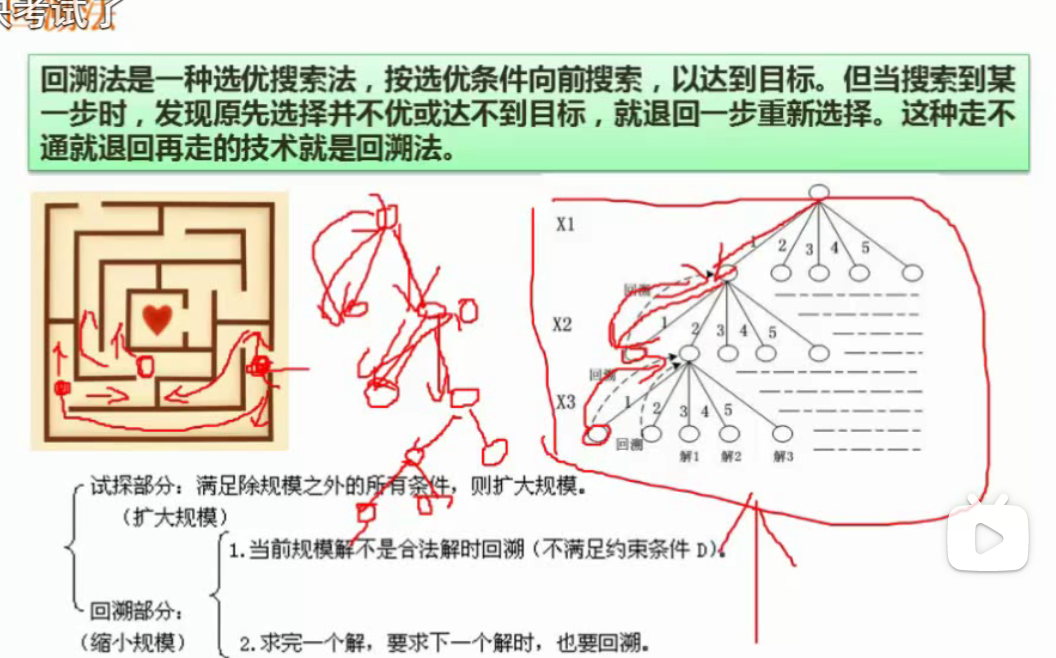 快考试了
回溯法
回溯法是一种选优搜索法，按选优条件向前搜索，以达到目标。但当搜索到某
一步时，发现原先选择并不优或达不到目标，就退回一步重新选择。这种走不
通就退回再走的技术就是回溯法。
X1
1 2 3 4 5
回溯
X2
1 2 3 4 5
回溯
X3
1 2 3 4 5
回溯
解1 解2 解3
试探部分：满足除规模之外的所有条件，则扩大规模。
（扩大规模）
1.当前规模解不是合法解时回溯（不满足约束条件 D）。
回溯部分：
（缩小规模）
2.求完一个解，要求下一个解时，也要回溯。